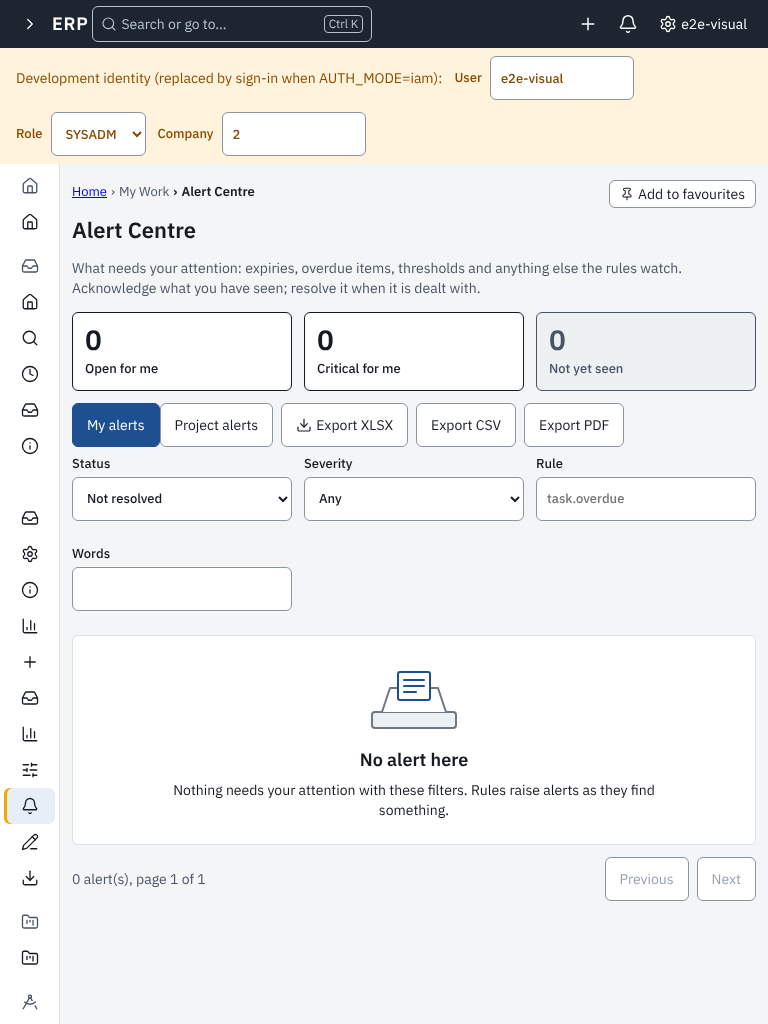 ERP
Search or go to...
Ctrl K
e2e-visual
Development identity (replaced by sign-in when AUTH_MODE=iam):
User
e2e-visual
Role
SYSADM
Company
2
Home › My Work › Alert Centre
Add to favourites
Alert Centre
What needs your attention: expiries, overdue items, thresholds and anything else the rules watch.
Acknowledge what you have seen; resolve it when it is dealt with.
0
Open for me
0
Critical for me
0
Not yet seen
My alerts
Project alerts
Export XLSX
Export CSV
Export PDF
Status
Severity
Rule
Not resolved
Any
task.overdue
Words
No alert here
Nothing needs your attention with these filters. Rules raise alerts as they find
something.
0 alert(s), page 1 of 1
Previous
Next